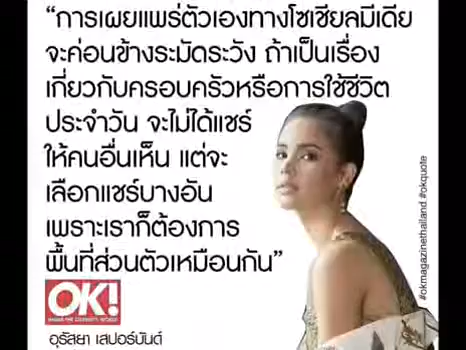 “การเผยแพร่ตัวเองทางโซเชียลมีเดีย
จะค่อนข้างระมัดระวัง ถ้าเป็นเรื่อง
เกี่ยวกับครอบครัวหรือการใช้ชีวิต
ประจำวัน จะไม่ได้แชร์
ให้คนอื่นเห็น แต่จะ
เลือกแชร์บางอัน
เพราะเราก็ต้องการ
พื้นที่ส่วนตัวเหมือนกัน”
OK!
อุรัสยา เสปอร์บันด์
#okmagazinethailand #okquote